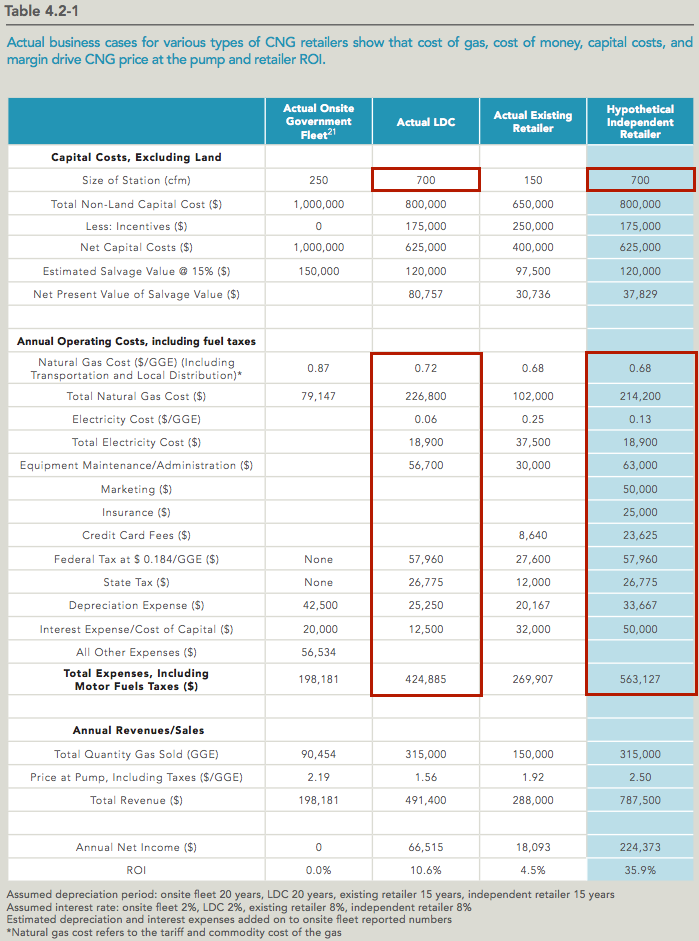 Table 4.2-1
Actual business cases for various types of CNG retailers show that cost of gas, cost of money, capital costs, and
margin drive CNG price at the pump and retailer ROI.
Actual Onsite Government Fleet21 Actual LDC Actual Existing Retailer Hypothetical Independent Retailer
Capital Costs, Excluding Land
Size of Station (cfm) 250 700 150 700
Total Non-Land Capital Cost ($) 1,000,000 800,000 650,000 800,000
Less: Incentives ($) 0 175,000 250,000 175,000
Net Capital Costs ($) 1,000,000 625,000 400,000 625,000
Estimated Salvage Value @ 15% ($) 150,000 120,000 97,500 120,000
Net Present Value of Salvage Value ($) 80,757 30,736 37,829
Annual Operating Costs, including fuel taxes
Natural Gas Cost ($/GGE) (Including
Transportation and Local Distribution)* 0.87 0.72 0.68 0.68
Total Natural Gas Cost ($) 79,147 226,800 102,000 214,200
Electricity Cost ($/GGE) 0.06 0.25 0.13
Total Electricity Cost ($) 18,900 37,500 18,900
Equipment Maintenance/Administration ($) 56,700 30,000 63,000
Marketing ($) 50,000
Insurance ($) 25,000
Credit Card Fees ($) 8,640 23,625
Federal Tax at $ 0.184/GGE ($) None 57,960 27,600 57,960
State Tax ($) None 26,775 12,000 26,775
Depreciation Expense ($) 42,500 25,250 20,167 33,667
Interest Expense/Cost of Capital ($) 20,000 12,500 32,000 50,000
All Other Expenses ($) 56,534
Total Expenses, Including
Motor Fuels Taxes ($) 198,181 424,885 269,907 563,127
Annual Revenues/Sales
Total Quantity Gas Sold (GGE) 90,454 315,000 150,000 315,000
Price at Pump, Including Taxes ($/GGE) 2.19 1.56 1.92 2.50
Total Revenue ($) 198,181 491,400 288,000 787,500
Annual Net Income ($) 0 66,515 18,093 224,373
ROI 0.0% 10.6% 4.5% 35.9%
Assumed depreciation period: onsite fleet 20 years, LDC 20 years, existing retailer 15 years, independent retailer 15 years
Assumed interest rate: onsite fleet 2%, LDC 2%, existing retailer 8%, independent retailer 8%
Estimated depreciation and interest expenses added on to onsite fleet reported numbers
*Natural gas cost refers to the tariff and commodity cost of the gas